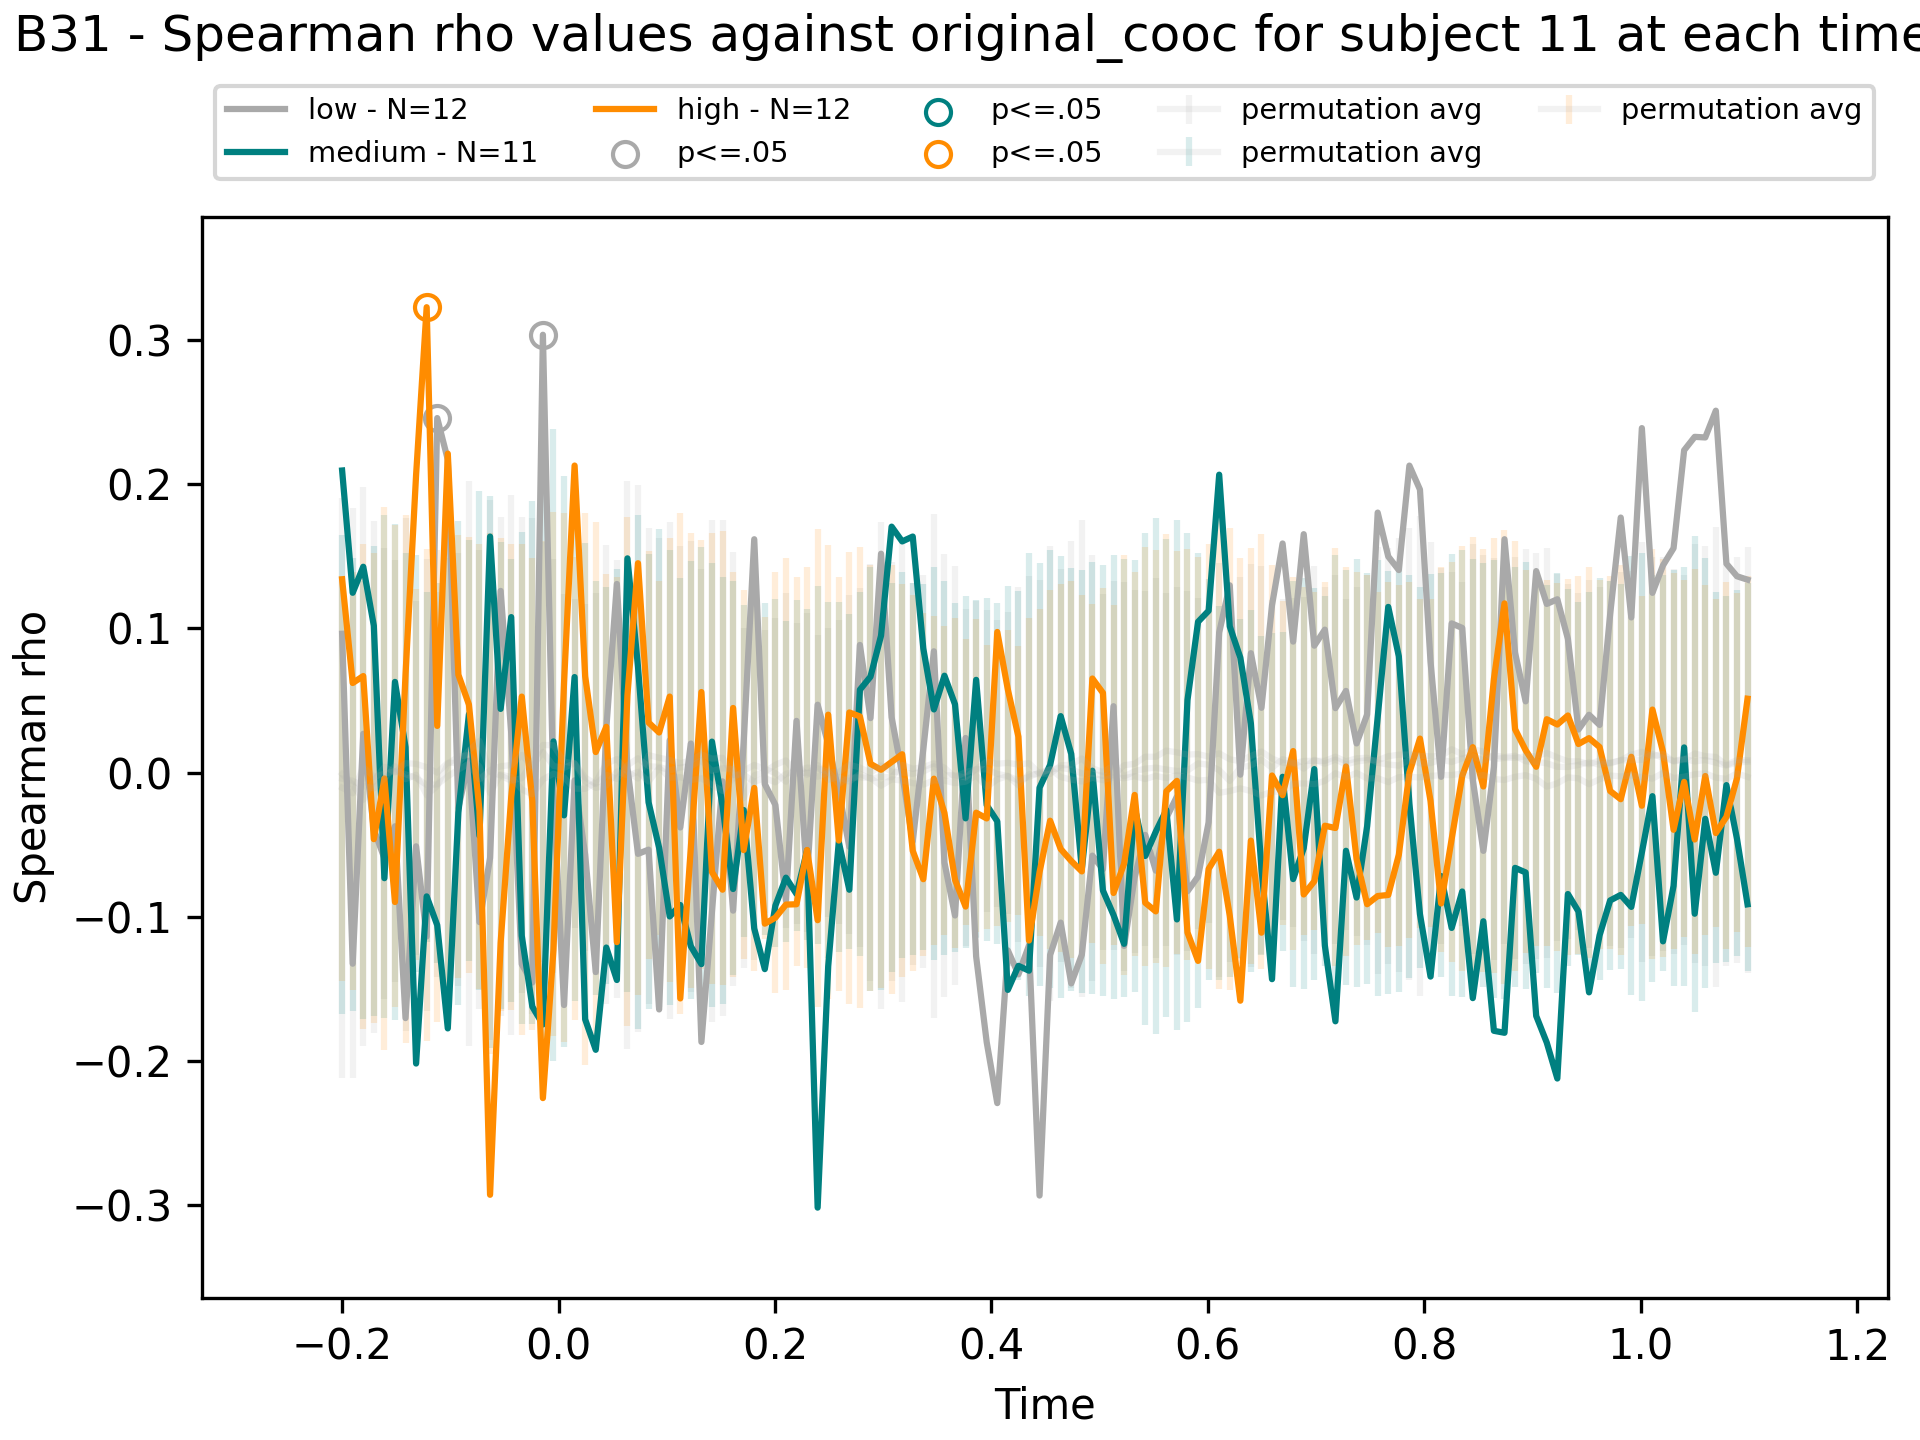 B31 - Spearman rho values against original_cooc for subject 11 at each time
low - N=12
medium - N=11
high - N=12
p<=.05
p<=.05
p<=.05
permutation avg
permutation avg
permutation avg
Spearman rho
0.3
0.2
0.1
0.0
−0.1
−0.2
−0.3
−0.2 0.0 0.2 0.4 0.6 0.8 1.0 1.2
Time